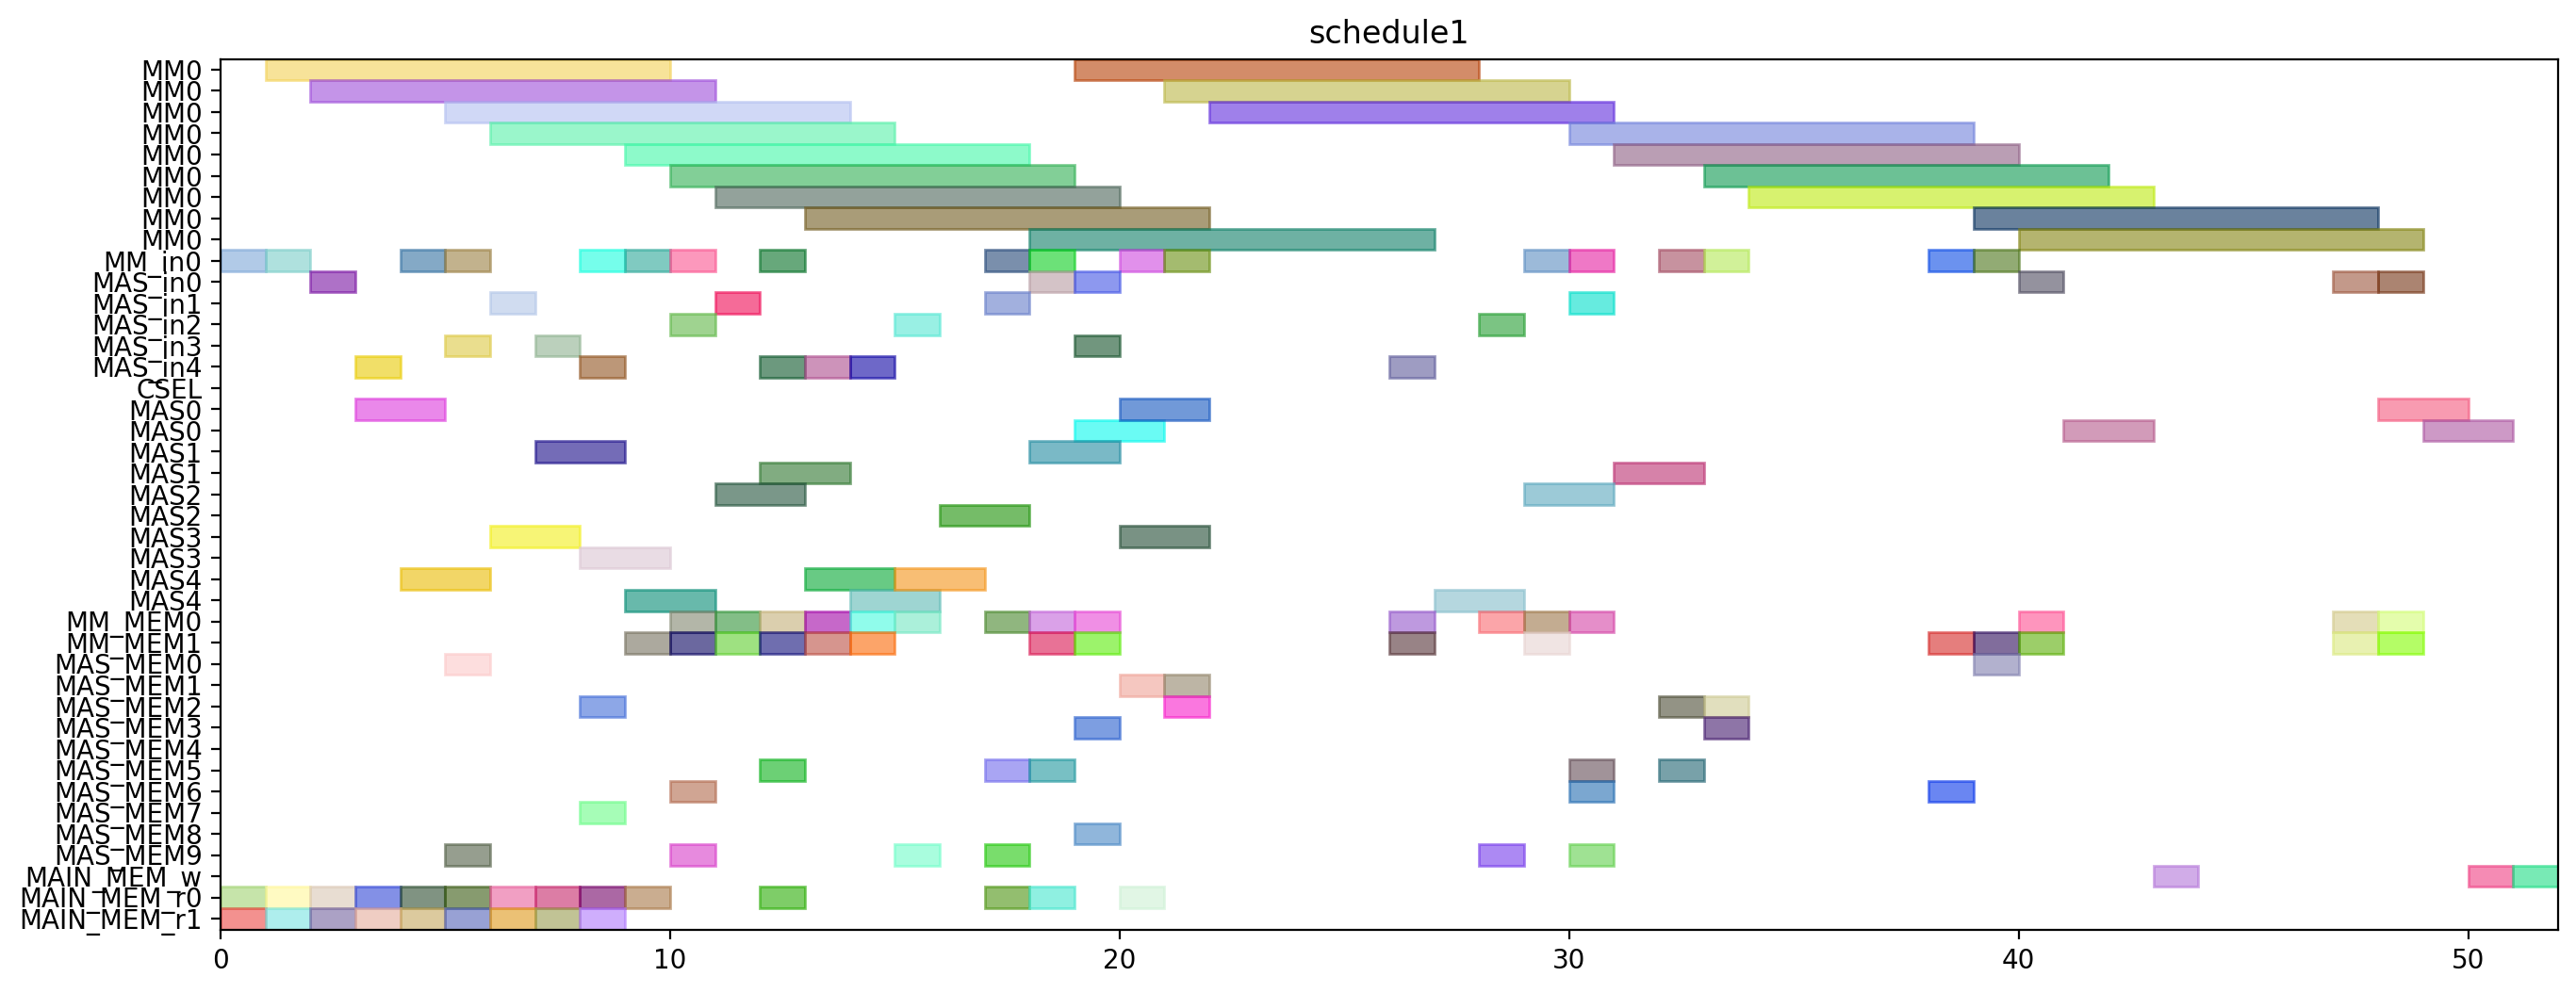 schedule1
MM0
MM0
MM0
MM0
MM0
MM0
MM0
MM0
MM0
MM_in0
MAS_in0
MAS_in1
MAS_in2
MAS_in3
MAS_in4
CSEL
MAS0
MAS0
MAS1
MAS1
MAS2
MAS2
MAS3
MAS3
MAS4
MAS4
MM_MEM0
MM_MEM1
MAS_MEM0
MAS_MEM1
MAS_MEM2
MAS_MEM3
MAS_MEM4
MAS_MEM5
MAS_MEM6
MAS_MEM7
MAS_MEM8
MAS_MEM9
MAIN_MEM_w
MAIN_MEM_r0
MAIN_MEM_r1
0 10 20 30 40 50